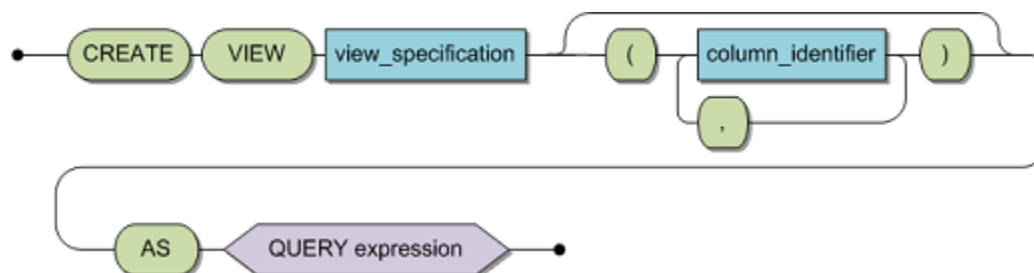 CREATE VIEW view_specification ( column_identifier )
,
AS QUERY expression